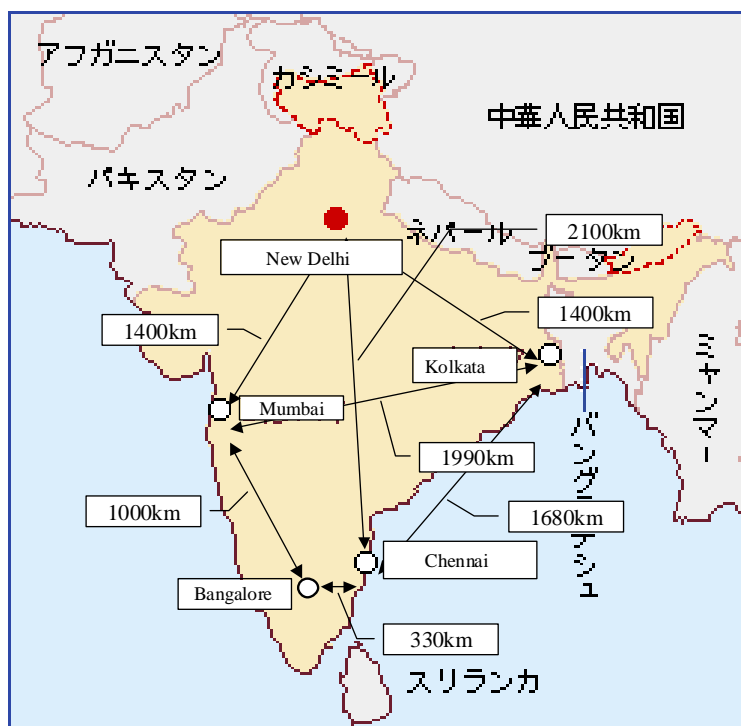 アフガニスタン
カシミール
中華人民共和国
パキスタン
ネパール
2100km
New Delhi
ブータン
1400km
1400km
Kolkata
ミャンマー
Mumbai
バングラデシュ
1990km
1000km
1680km
Chennai
Bangalore
330km
スリランカ